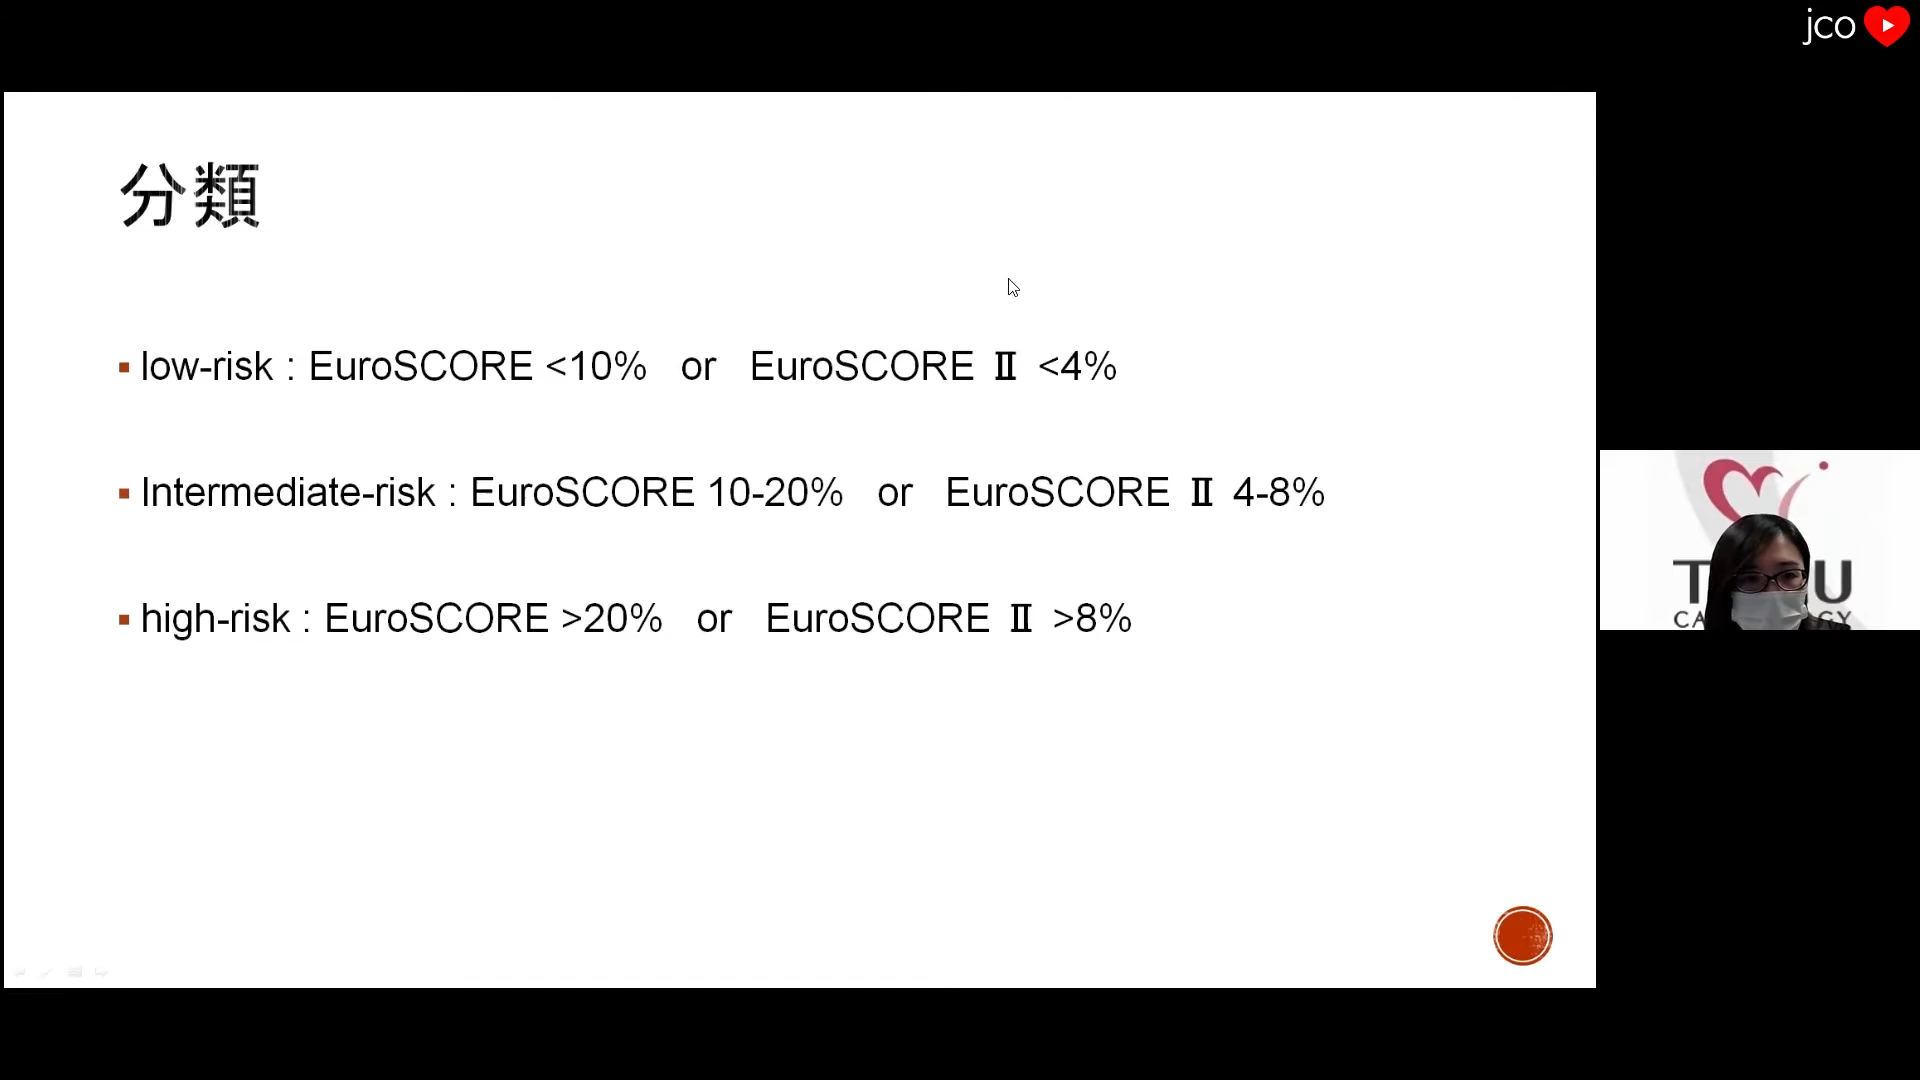 jco
分類
low-risk : EuroSCORE <10% or EuroSCORE Ⅱ <4%
Intermediate-risk : EuroSCORE 10-20% or EuroSCORE Ⅱ 4-8%
high-risk : EuroSCORE >20% or EuroSCORE Ⅱ >8%